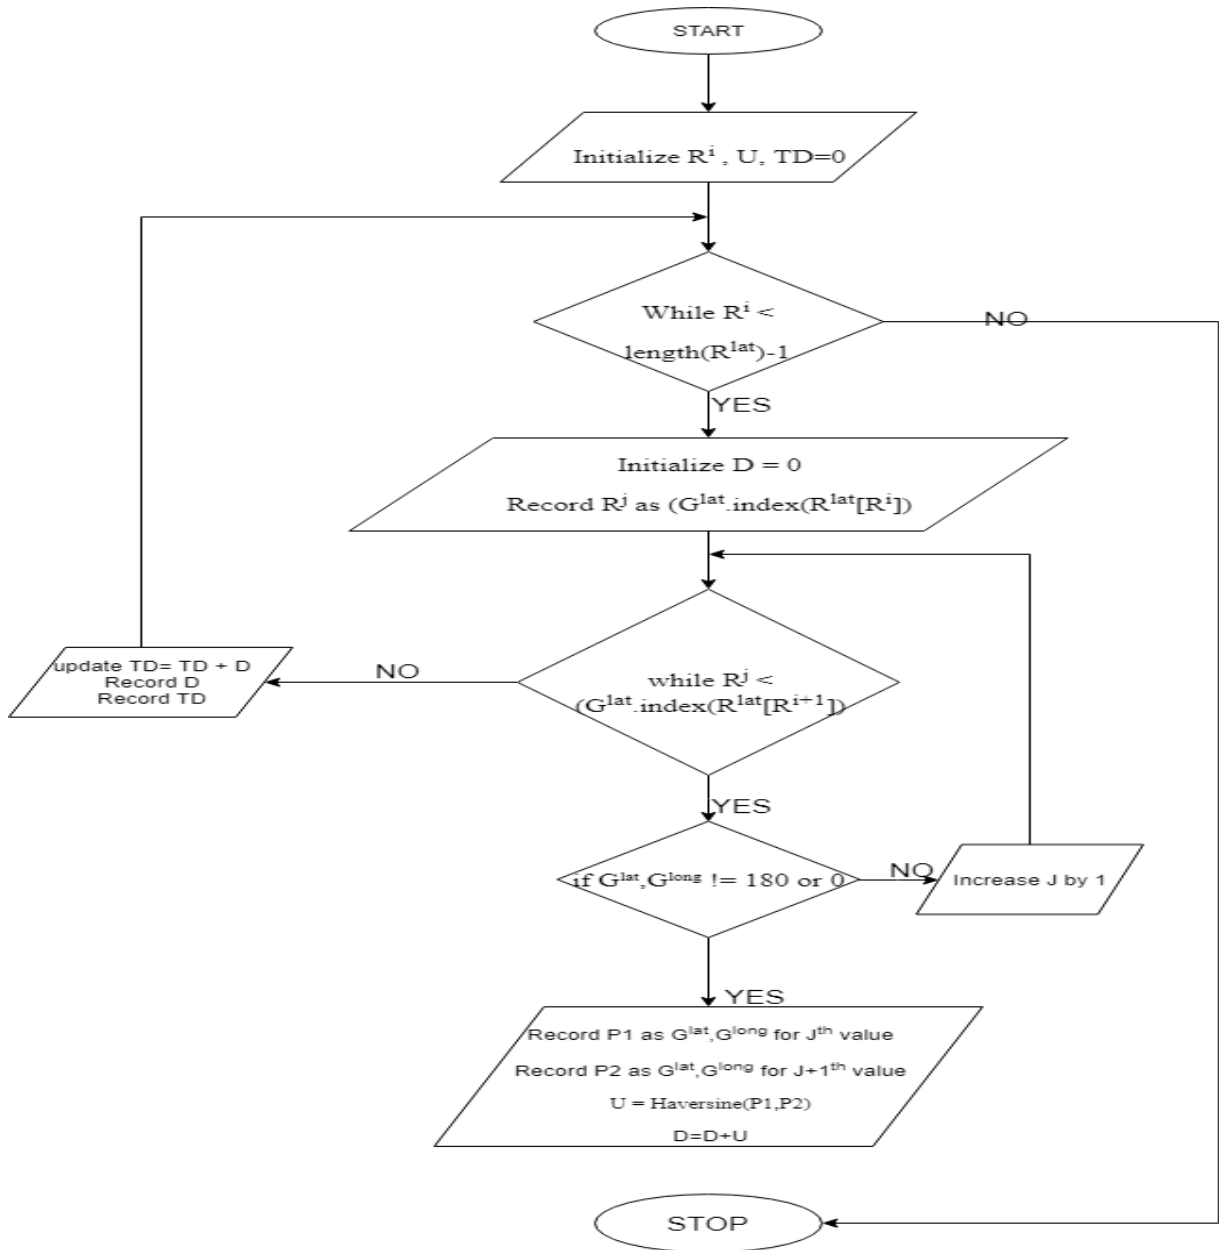 START
Initialize Rⁱ , U, TD=0
While Rⁱ <
length(Rˡᵃᵗ)-1
NO
YES
Initialize D = 0
Record Rʲ as (Gˡᵃᵗ.index(Rˡᵃᵗ[Rⁱ])
while Rʲ <
(Gˡᵃᵗ.index(Rˡᵃᵗ[Rⁱ⁺¹])
NO
update TD= TD + D
Record D
Record TD
YES
if Gˡᵃᵗ,Gˡᵒⁿᵍ != 180 or 0
NO
Increase J by 1
YES
Record P1 as Gˡᵃᵗ,Gˡᵒⁿᵍ for Jᵗʰ value
Record P2 as Gˡᵃᵗ,Gˡᵒⁿᵍ for J+1ᵗʰ value
U = Haversine(P1,P2)
D=D+U
STOP